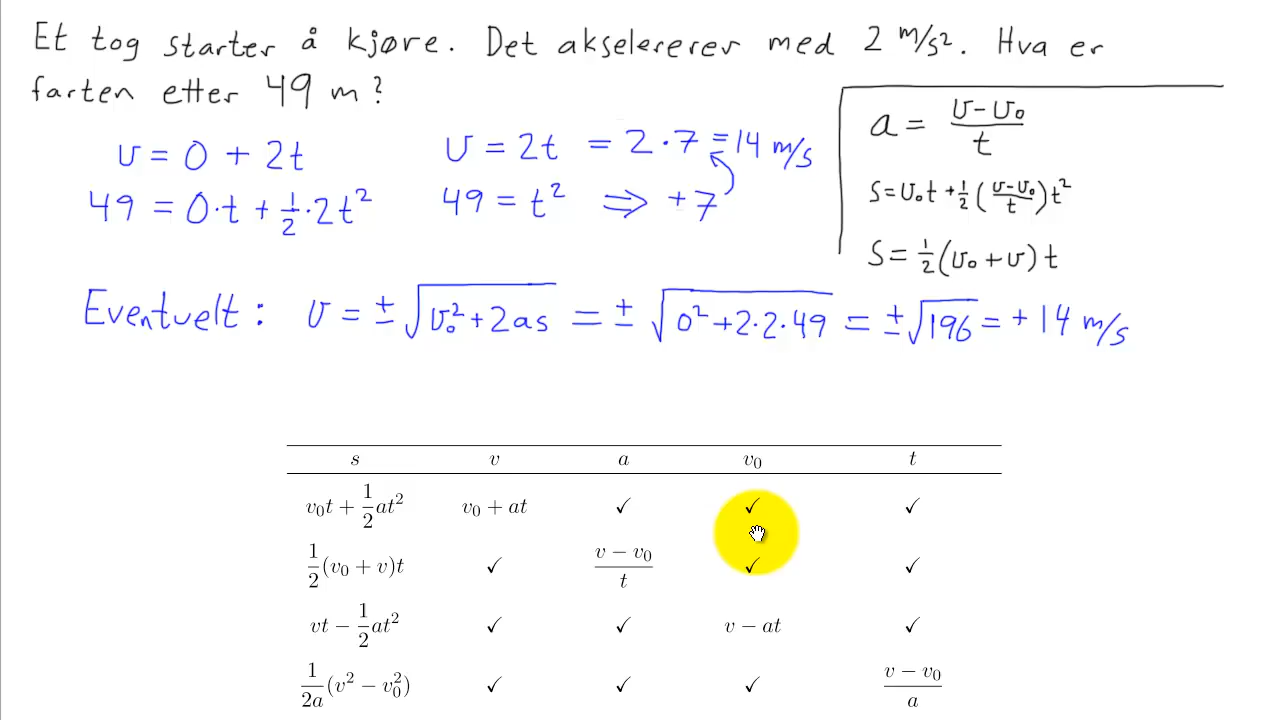 Et tog starter å kjøre. Det akselererer med 2 m/s². Hva er
farten etter 49 m?
v = 0 + 2t
49 = 0·t + 1/2·2t²
v = 2t = 2·7 = 14 m/s
49 = t² ⇒ +7
a = (v-v₀)/t
s = v₀t + 1/2((v-v₀)/t)t²
s = 1/2(v₀+v)t
Eventuelt: v = ±√(v₀²+2as) = ±√(0²+2·2·49) = ±√196 = +14 m/s
s v a v₀ t
v₀t + 1/2at² v₀ + at ✓ ✓ ✓
1/2(v₀ + v)t ✓ (v − v₀)/t ✓ ✓
vt − 1/2at² ✓ ✓ v − at ✓
1/2a(v² − v₀²) ✓ ✓ ✓ (v − v₀)/a